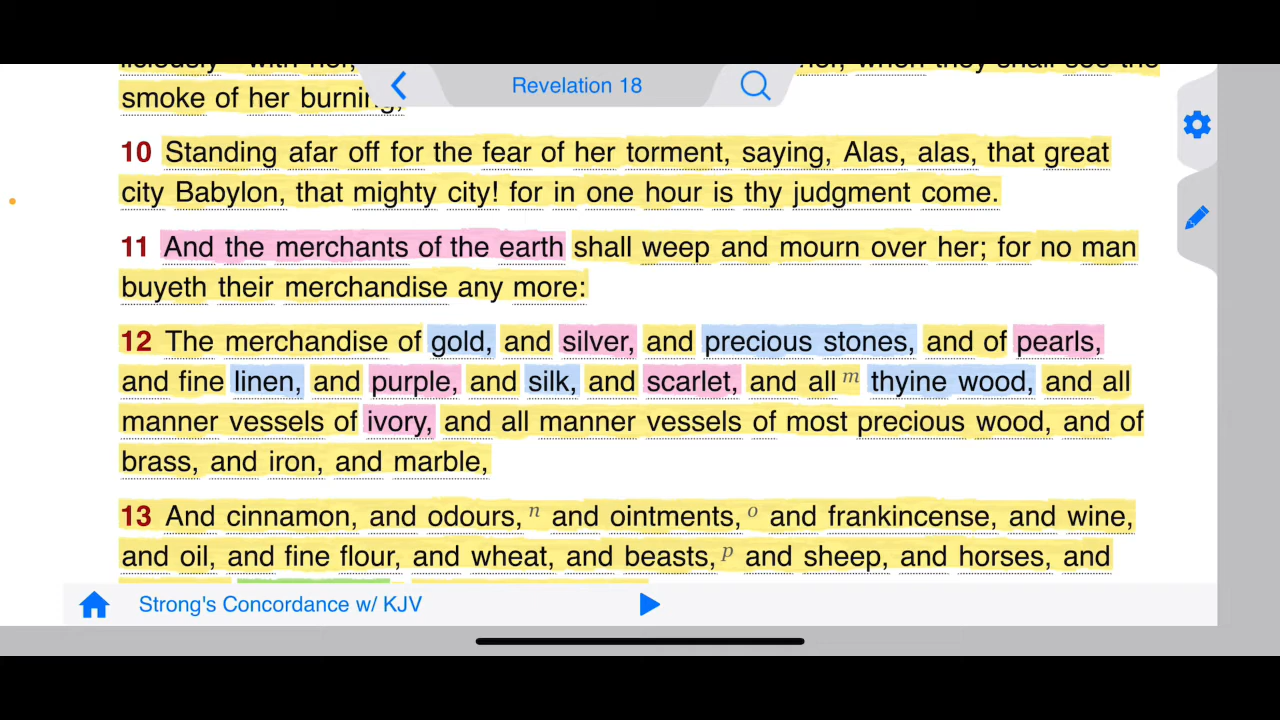 Revelation 18
smoke of her burning,
10 Standing afar off for the fear of her torment, saying, Alas, alas, that great
city Babylon, that mighty city! for in one hour is thy judgment come.
11 And the merchants of the earth shall weep and mourn over her; for no man
buyeth their merchandise any more:
12 The merchandise of gold, and silver, and precious stones, and of pearls,
and fine linen, and purple, and silk, and scarlet, and all m thyine wood, and all
manner vessels of ivory, and all manner vessels of most precious wood, and of
brass, and iron, and marble,
13 And cinnamon, and odours, n and ointments, o and frankincense, and wine,
and oil, and fine flour, and wheat, and beasts, p and sheep, and horses, and
Strong's Concordance w/ KJV